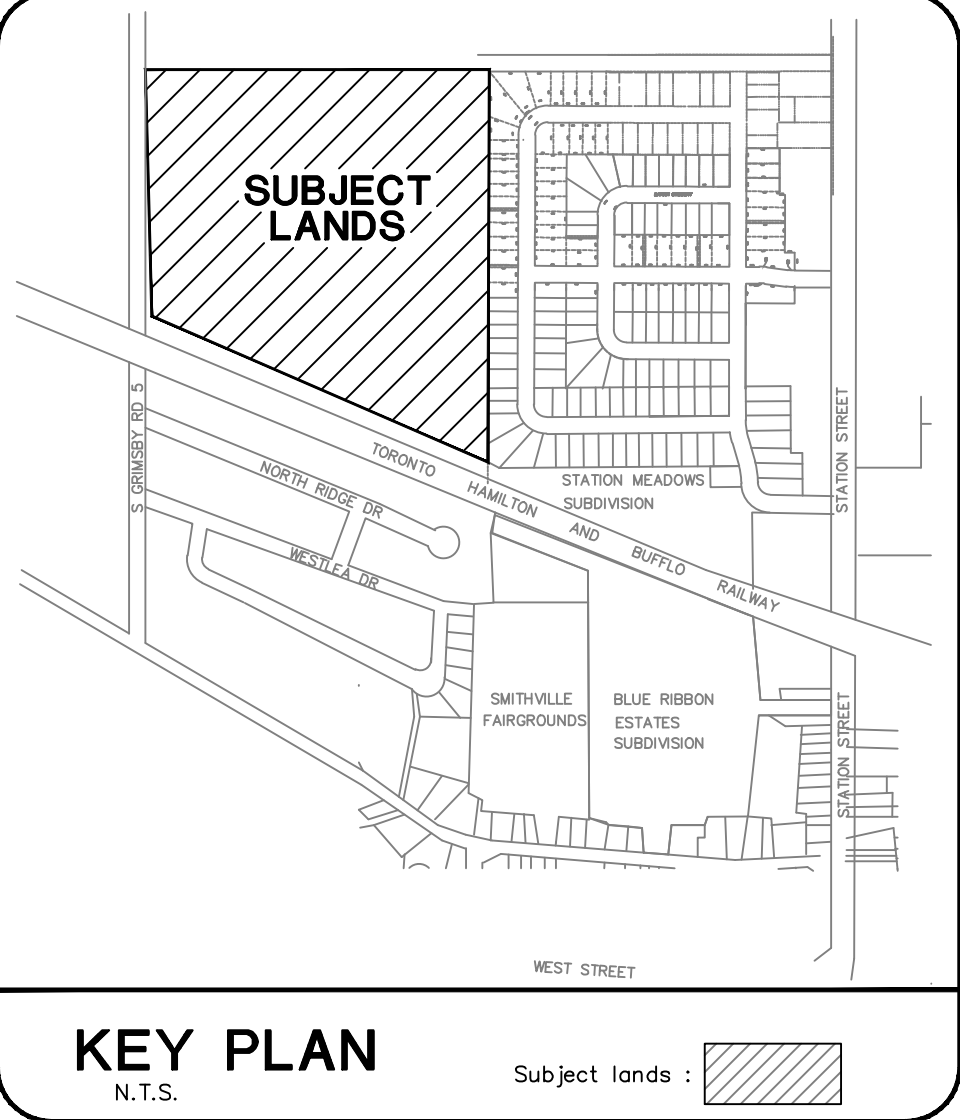 SUBJECT
LANDS
S GRIMSBY RD 5
STATION STREET
TORONTO HAMILTON AND BUFFLO RAILWAY
NORTH RIDGE DR
STATION MEADOWS
SUBDIVISION
WESTLEA DR
SMITHVILLE
FAIRGROUNDS
BLUE RIBBON
ESTATES
SUBDIVISION
STATION STREET
WEST STREET
KEY PLAN
N.T.S.
Subject lands :